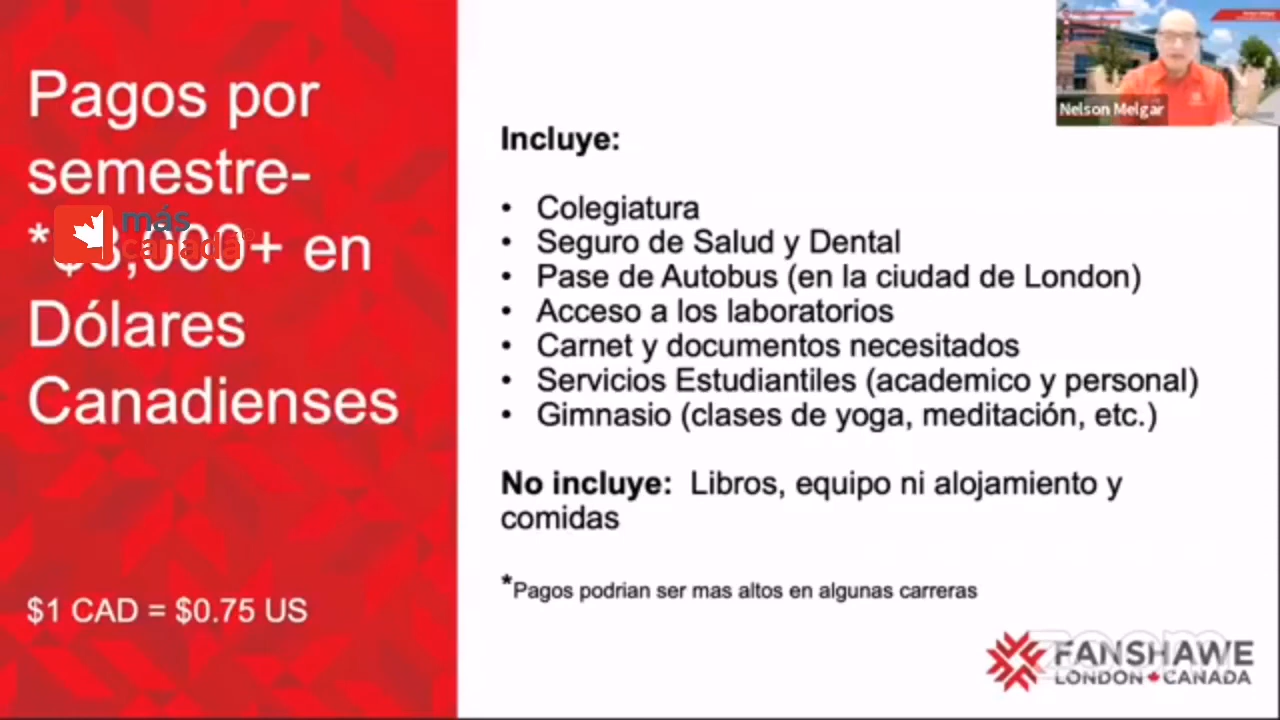 Pagos por
semestre-
*$8,000+ en
Dólares
Canadienses
más
canadá
$1 CAD = $0.75 US
Incluye:
• Colegiatura
• Seguro de Salud y Dental
• Pase de Autobus (en la ciudad de London)
• Acceso a los laboratorios
• Carnet y documentos necesitados
• Servicios Estudiantiles (academico y personal)
• Gimnasio (clases de yoga, meditación, etc.)
No incluye: Libros, equipo ni alojamiento y
comidas
*Pagos podrian ser mas altos en algunas carreras
Nelson Melgar
zoom
FANSHAWE
LONDON CANADA